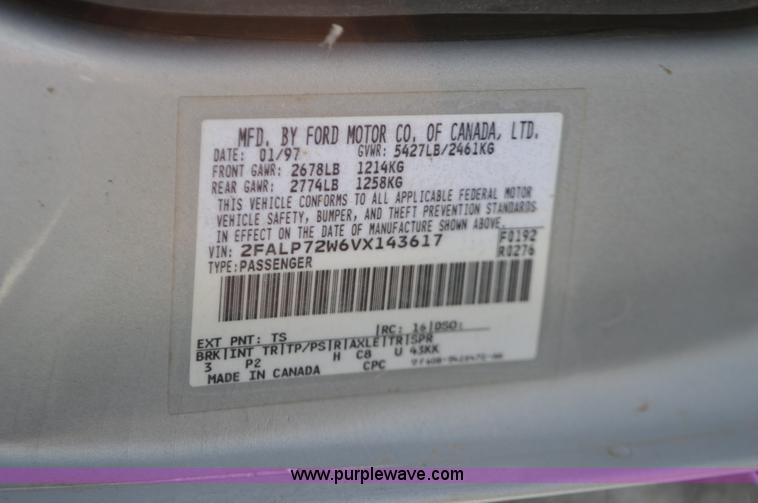 MFD. BY FORD MOTOR CO. OF CANADA, LTD.
DATE: 01/97 GVWR: 5427LB/2461KG
FRONT GAWR: 2678LB 1214KG
REAR GAWR: 2774LB 1258KG
THIS VEHICLE CONFORMS TO ALL APPLICABLE FEDERAL MOTOR
VEHICLE SAFETY, BUMPER, AND THEFT PREVENTION STANDARDS
IN EFFECT ON THE DATE OF MANUFACTURE SHOWN ABOVE.
VIN: 2FALP72W6VX143617 F0192
TYPE: PASSENGER R0276
EXT PNT: TS RC: 16 DSO:
BRK INT TR TP/PS R AXLE TR SPR
3 P2 H C8 U 43KK
MADE IN CANADA CPC
www.purplewave.com